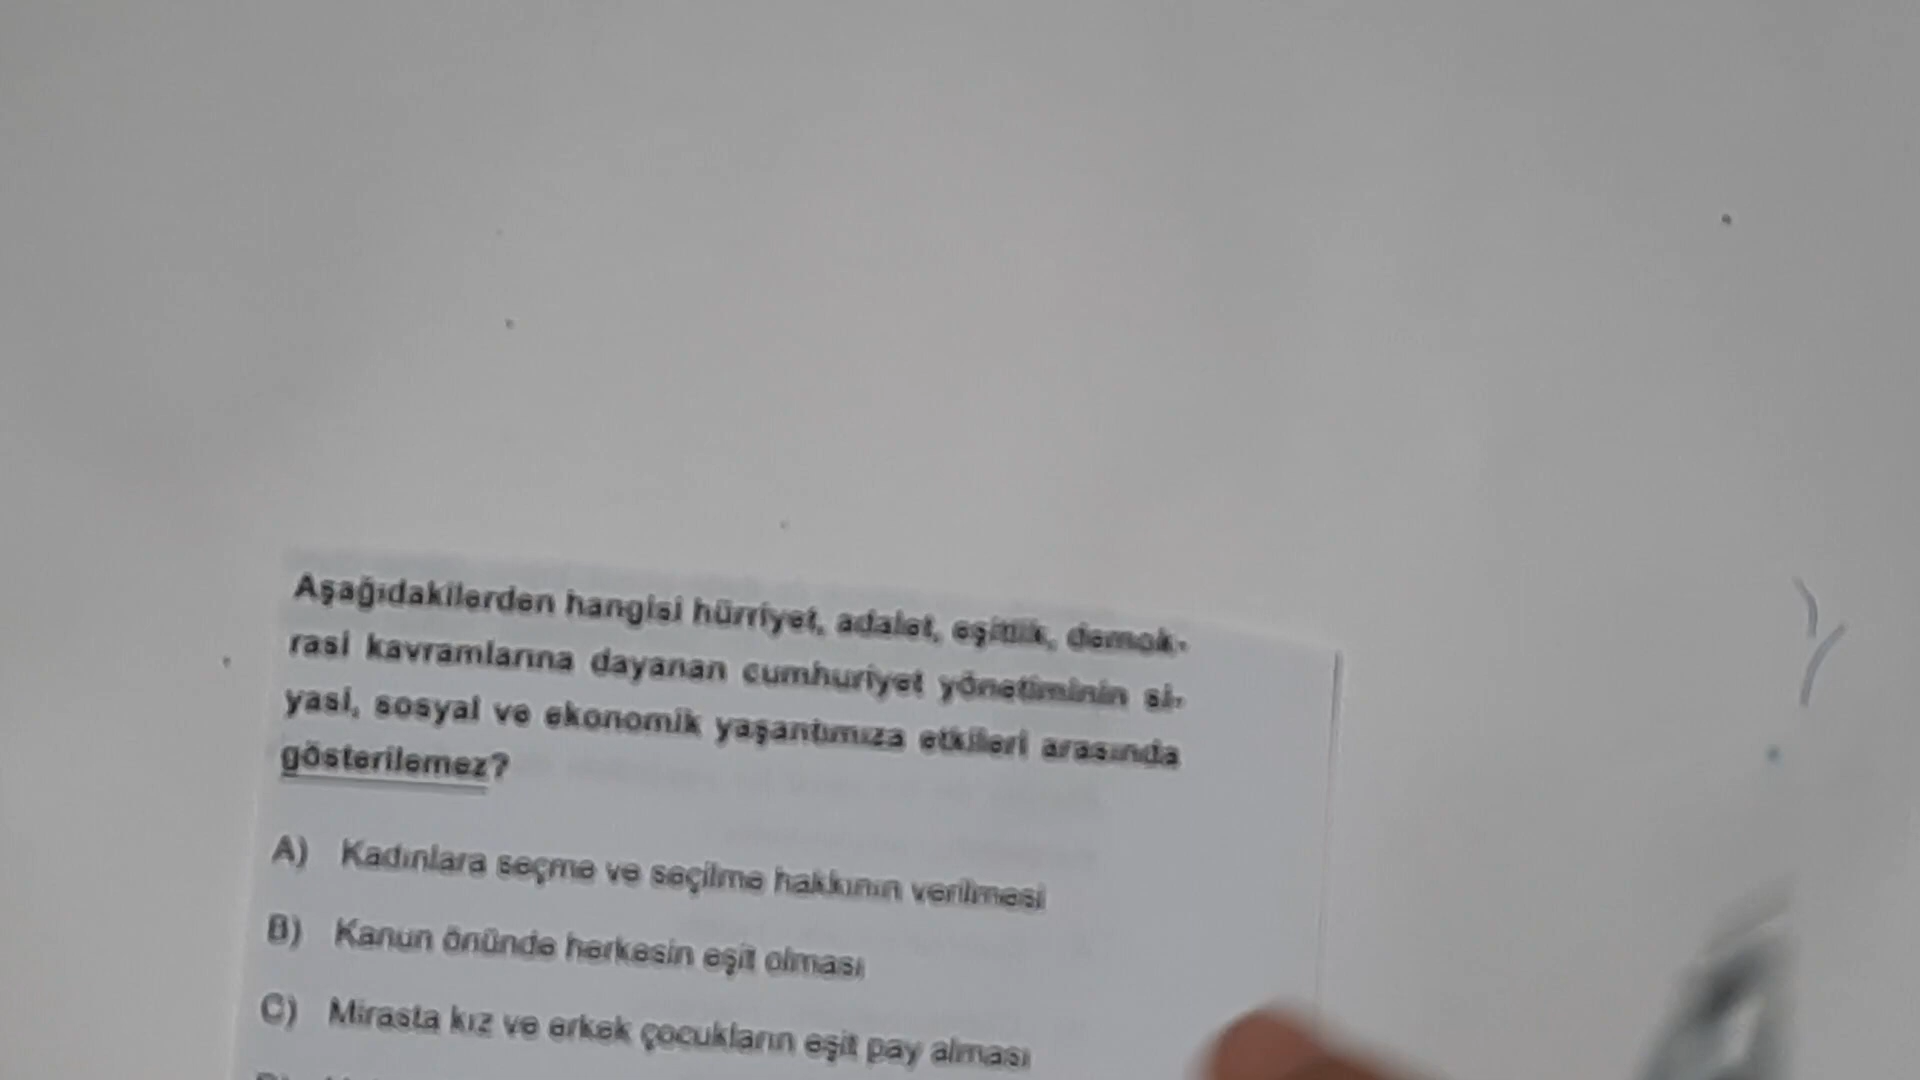 Aşağıdakilerden hangisi hürriyet, adalet, eşitlik, demok-
rasi kavramlarına dayanan cumhuriyet yönetiminin si-
yasi, sosyal ve ekonomik yaşantımıza etkileri arasında
gösterilemez?
A) Kadınlara seçme ve seçilme hakkının verilmesi
B) Kanun önünde herkesin eşit olması
C) Mirasta kız ve erkek çocukların eşit pay alması